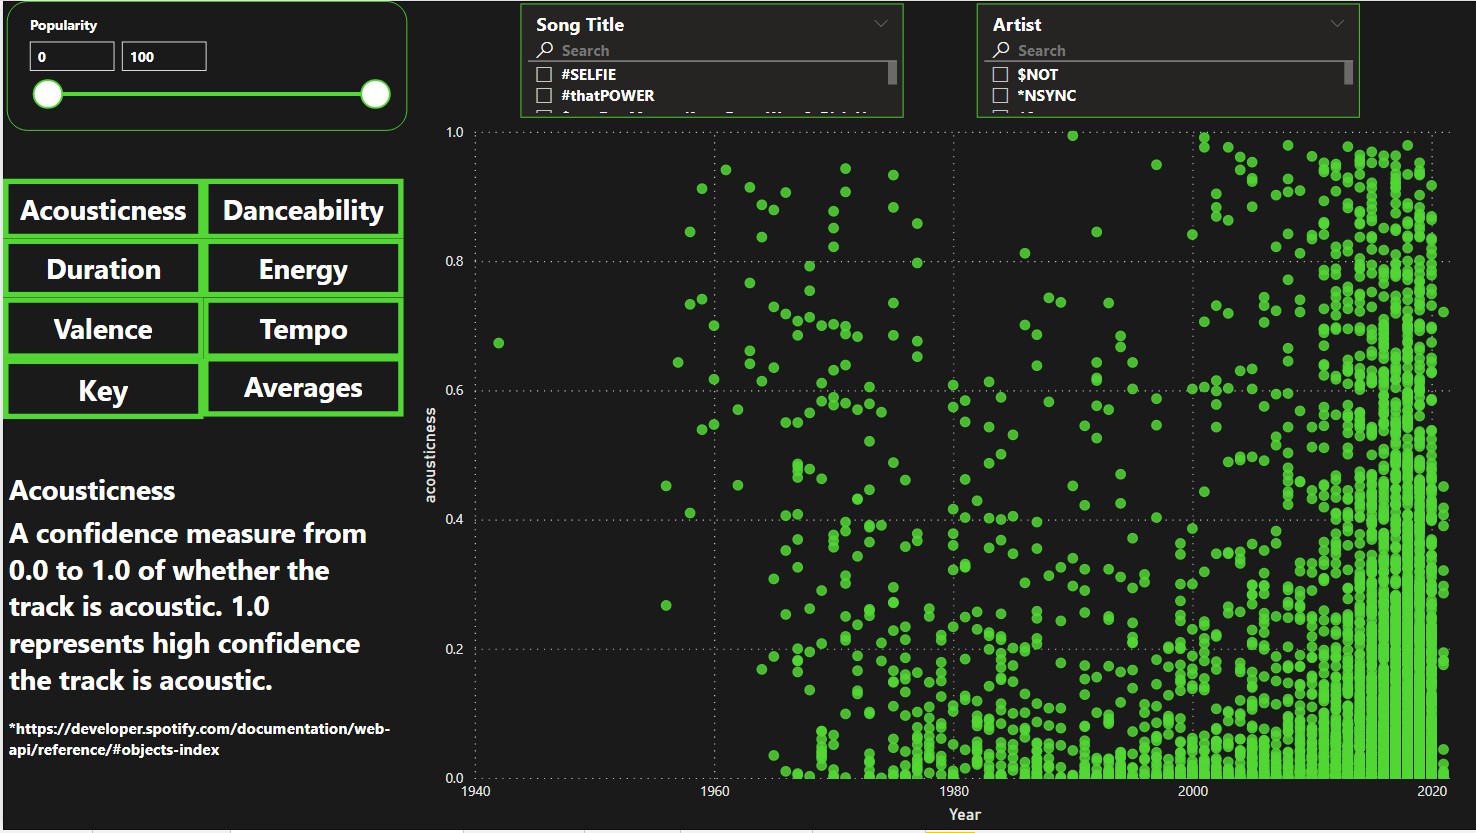 Popularity
0
100
Song Title
Search
#SELFIE
#thatPOWER
Artist
Search
$NOT
*NSYNC
Acousticness
Danceability
Duration
Energy
Valence
Tempo
Key
Averages
Acousticness
A confidence measure from
0.0 to 1.0 of whether the
track is acoustic. 1.0
represents high confidence
the track is acoustic.
*https://developer.spotify.com/documentation/web-
api/reference/#objects-index
acousticness
1.0
0.8
0.6
0.4
0.2
0.0
1940
1960
1980
2000
2020
Year